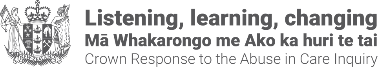 Listening, learning, changing
Mā Whakarongo me Ako ka huri te tai
Crown Response to the Abuse in Care Inquiry